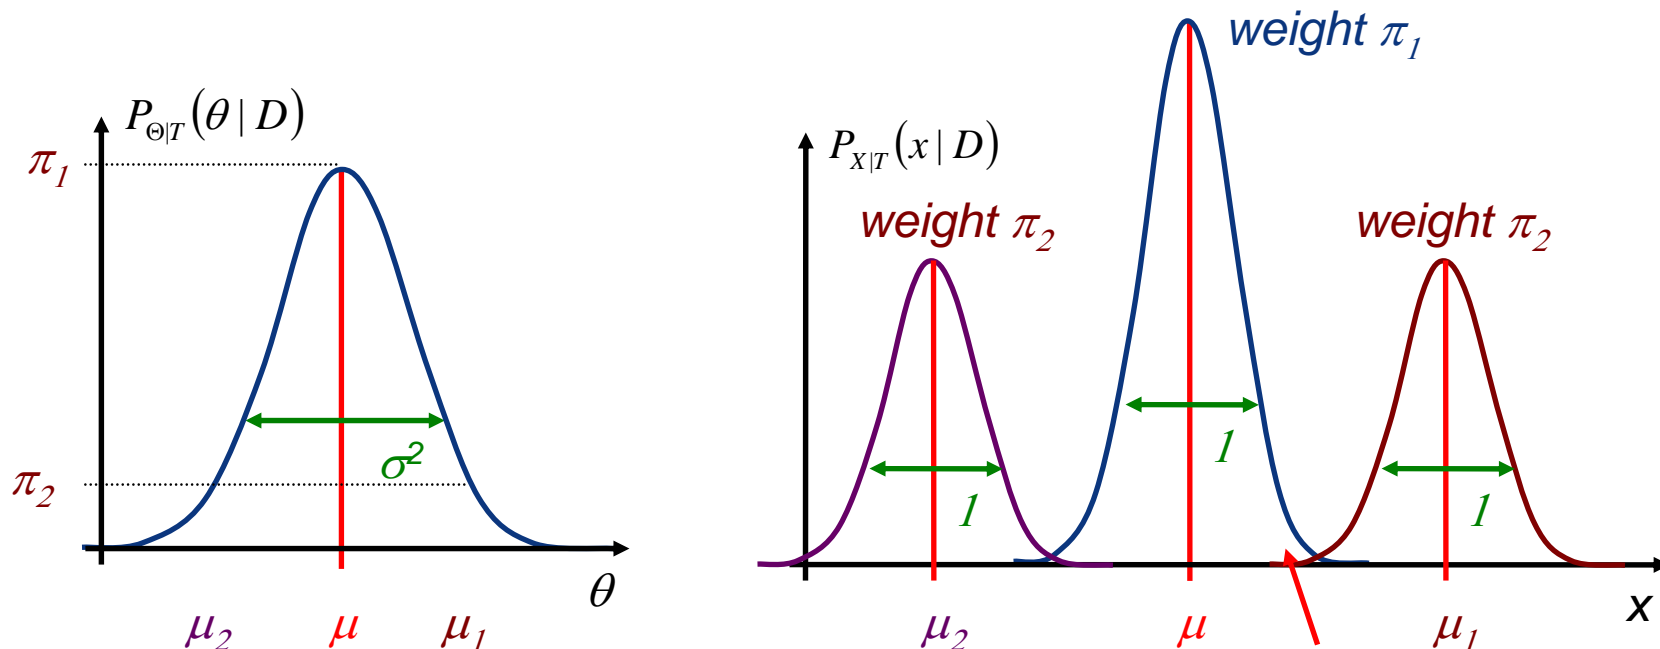 P_{Θ|T}(θ | D)
π₁
σ²
π₂
θ
μ₂ μ μ₁
weight π₁
P_{X|T}(x | D)
weight π₂
weight π₂
1
1
1
x
μ₂ μ μ₁